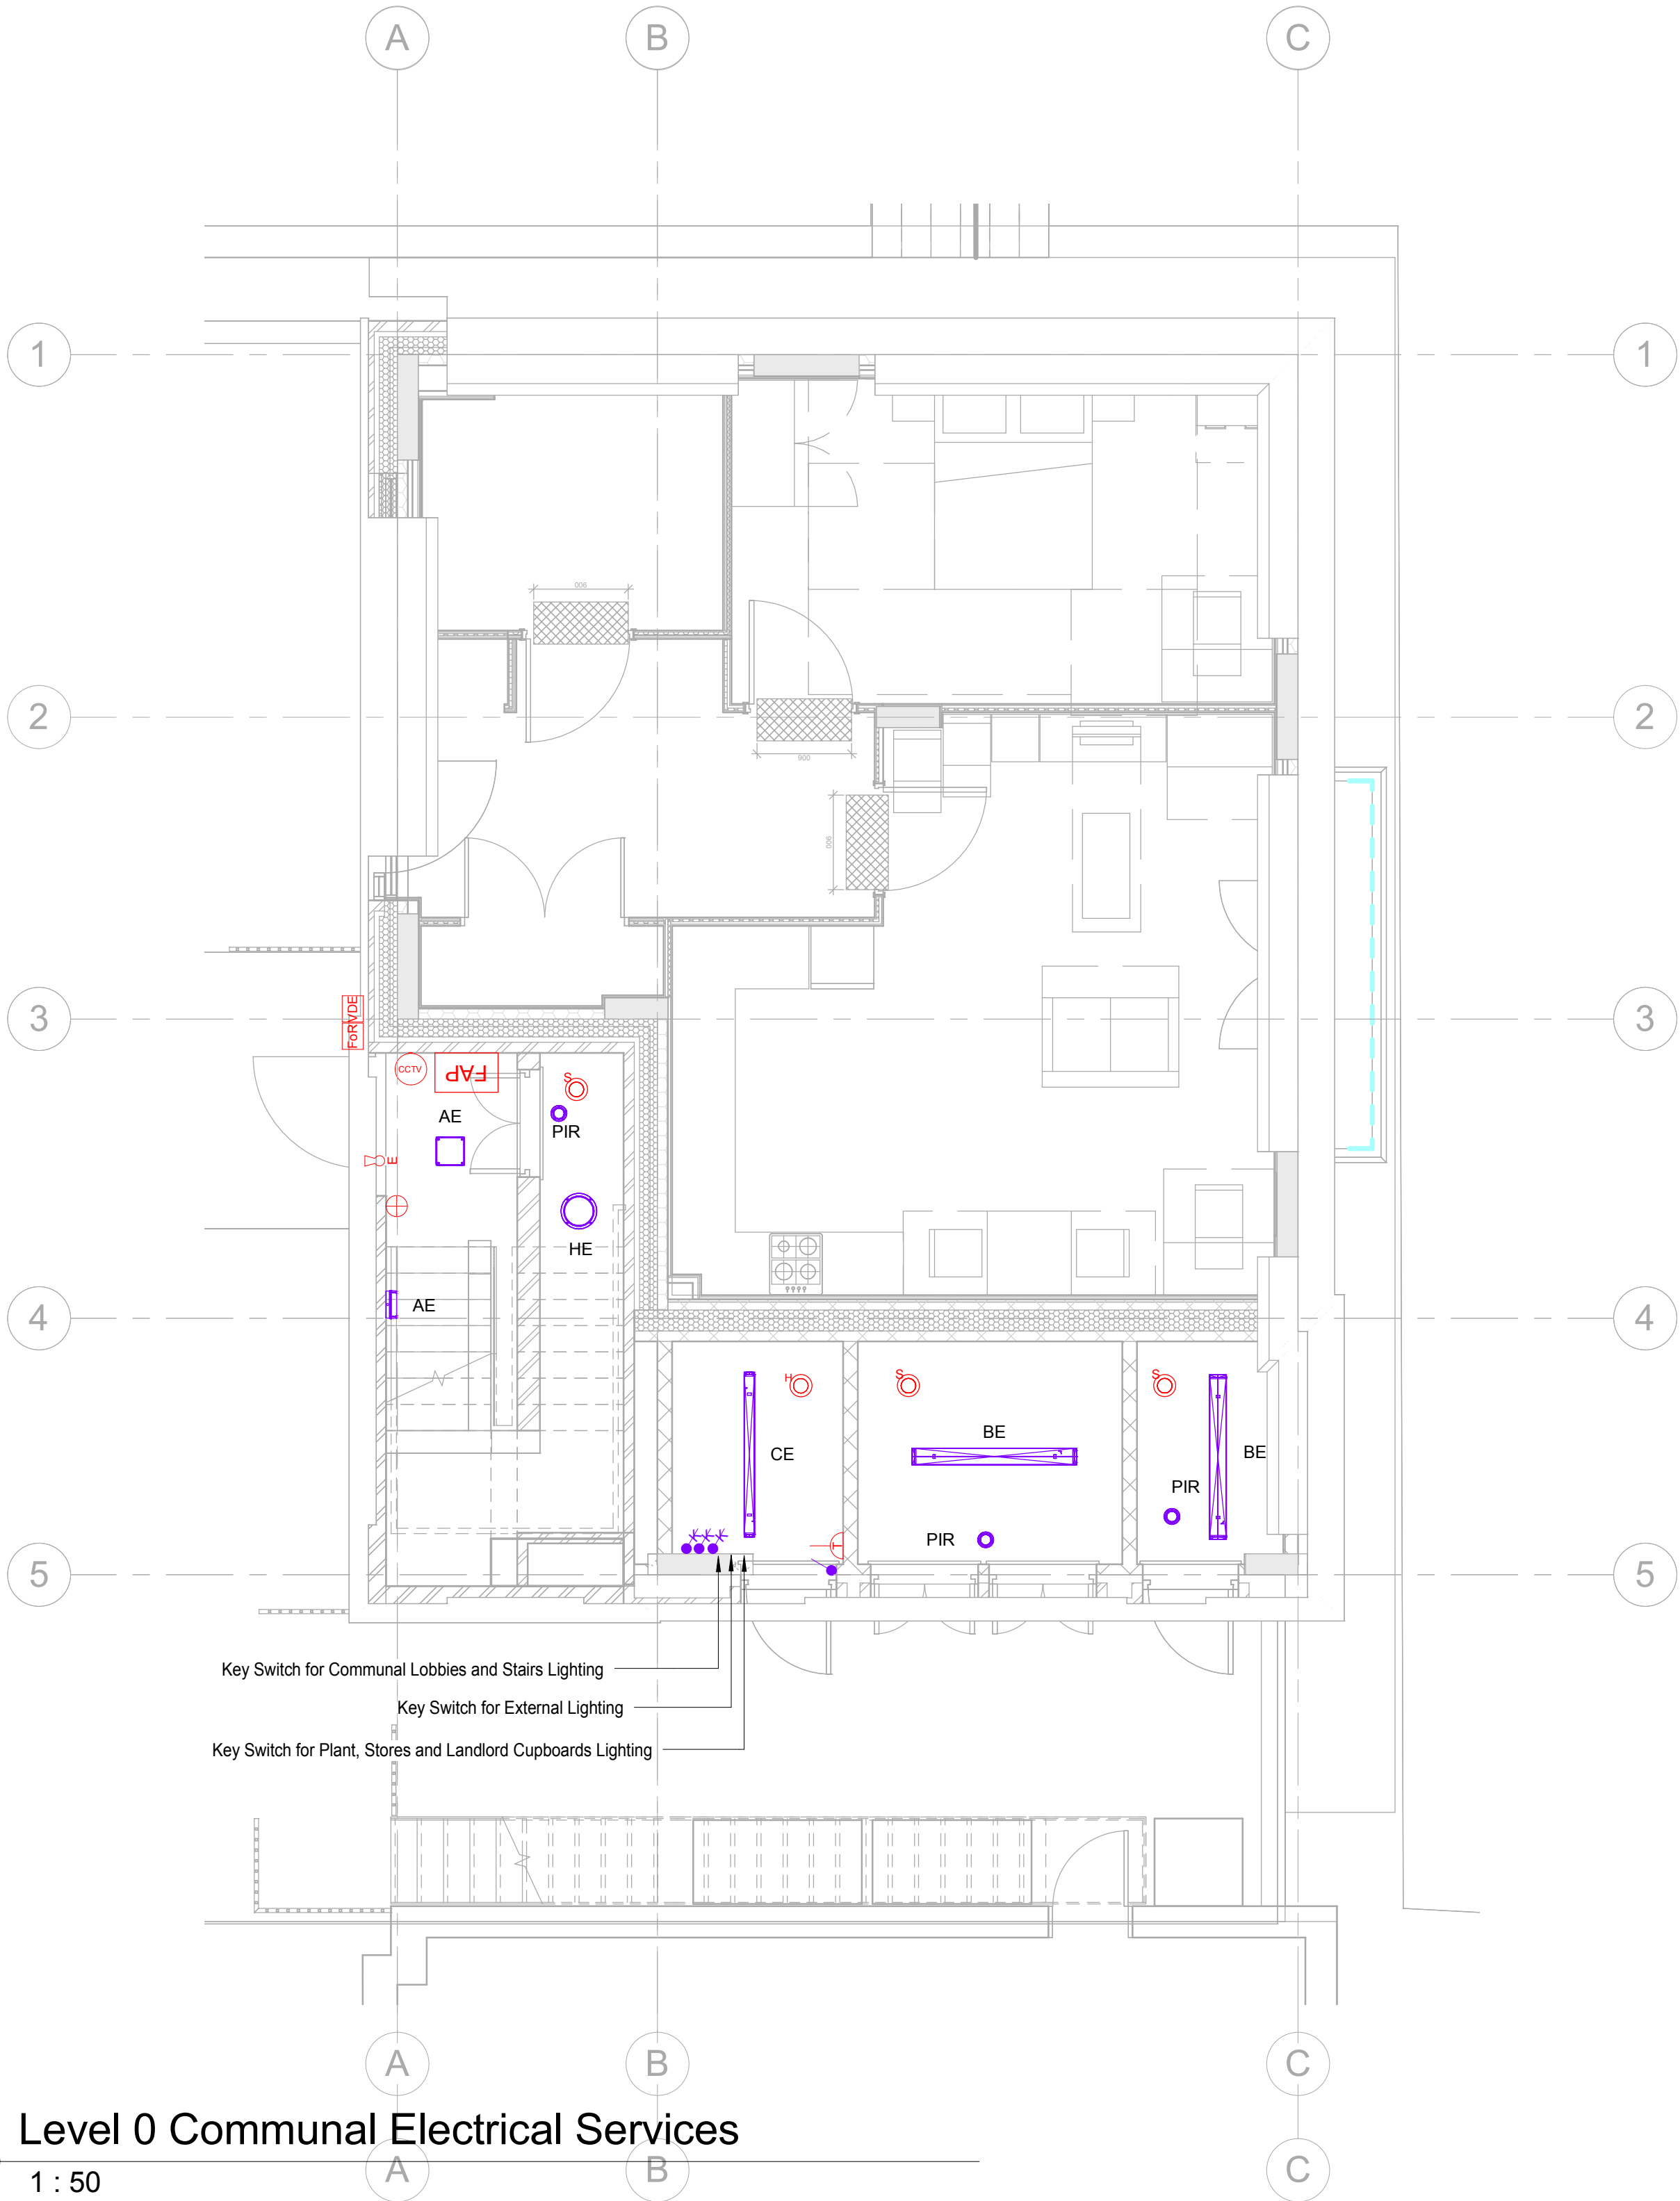 A
B
C
1
1
900
2
2
900
900
3
3
FoR
VDE
CCTV
FAP
S
AE
PIR
E
HE
AE
4
4
H
S
S
BE
CE
BE
PIR
PIR
T
5
5
Key Switch for Communal Lobbies and Stairs Lighting
Key Switch for External Lighting
Key Switch for Plant, Stores and Landlord Cupboards Lighting
A
B
C
Level 0 Communal Electrical Services
A
B
C
1 : 50